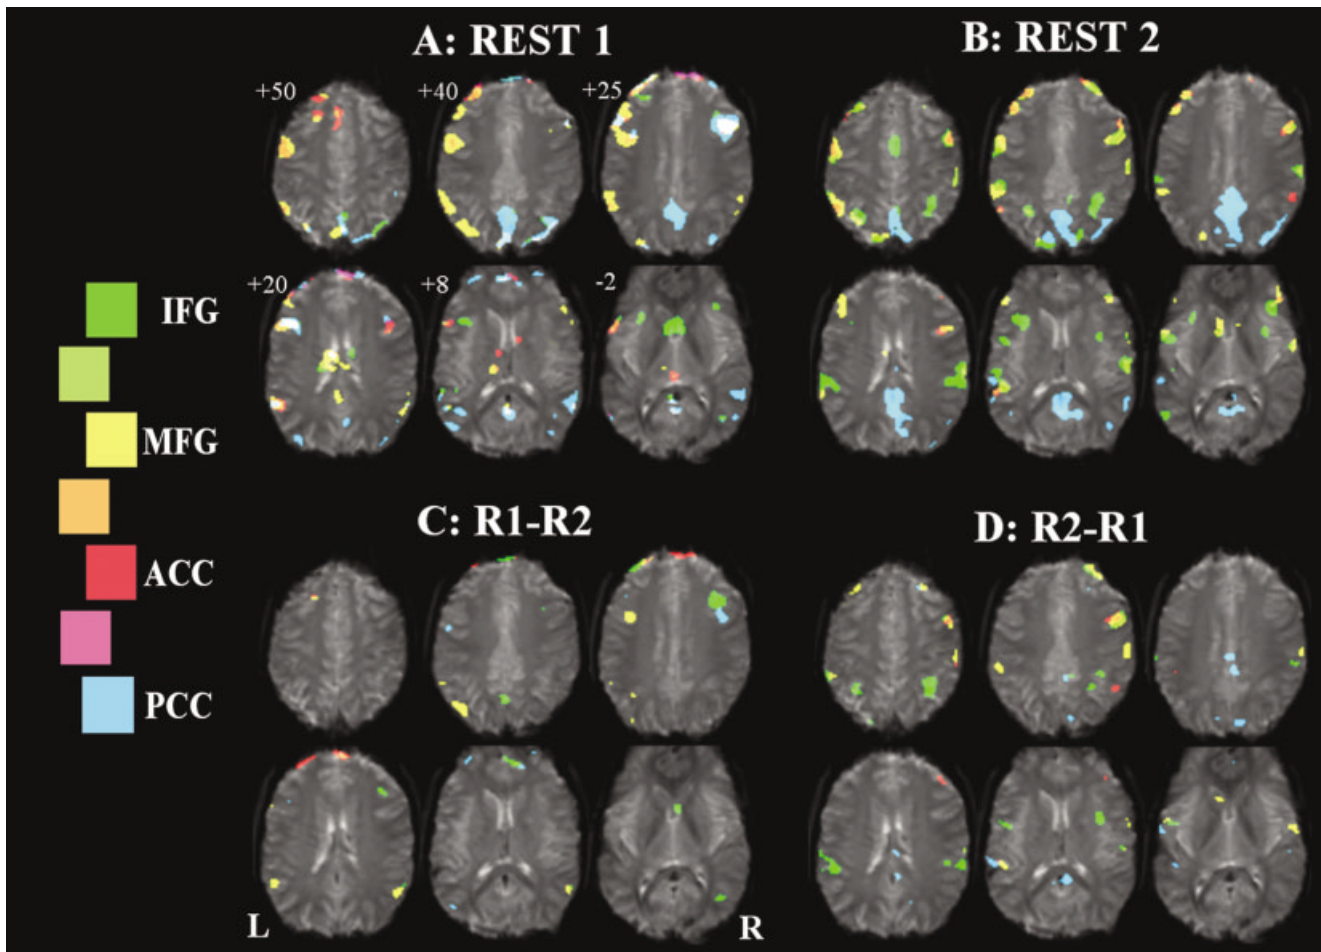 A: REST 1
B: REST 2
+50
+40
+25
+20
+8
-2
IFG
MFG
ACC
PCC
C: R1-R2
D: R2-R1
L
R